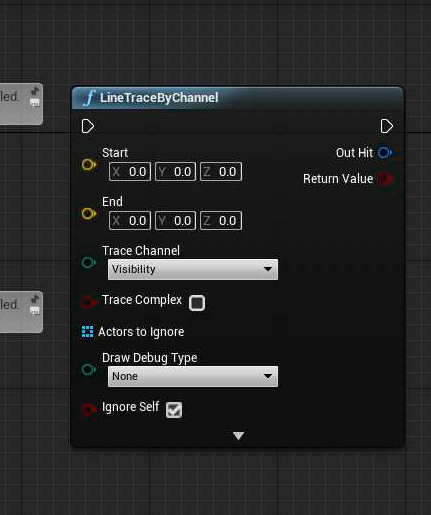 led.
LineTraceByChannel
Start
Out Hit
X 0.0 Y 0.0 Z 0.0
Return Value
End
X 0.0 Y 0.0 Z 0.0
Trace Channel
Visibility
Trace Complex
led.
Actors to Ignore
Draw Debug Type
None
Ignore Self